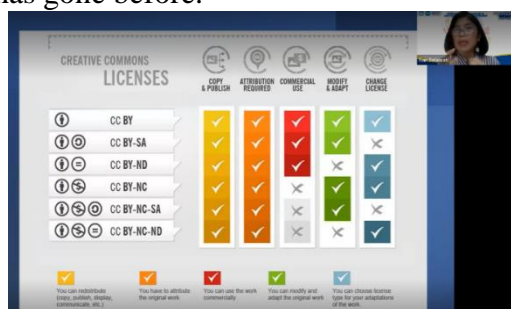 has gone before.
CREATIVE COMMONS
LICENSES
COPY
& PUBLISH
ATTRIBUTION
REQUIRED
COMMERCIAL
USE
MODIFY
& ADAPT
CHANGE
LICENSE
CC BY
CC BY-SA
CC BY-ND
CC BY-NC
CC BY-NC-SA
CC BY-NC-ND
You can redistribute
(copy, publish, display,
communicate, etc.)
You have to attribute
the original work
You can use the work
commercially
You can modify and
adapt the original work
You can choose license
type for your adaptations
of the work.